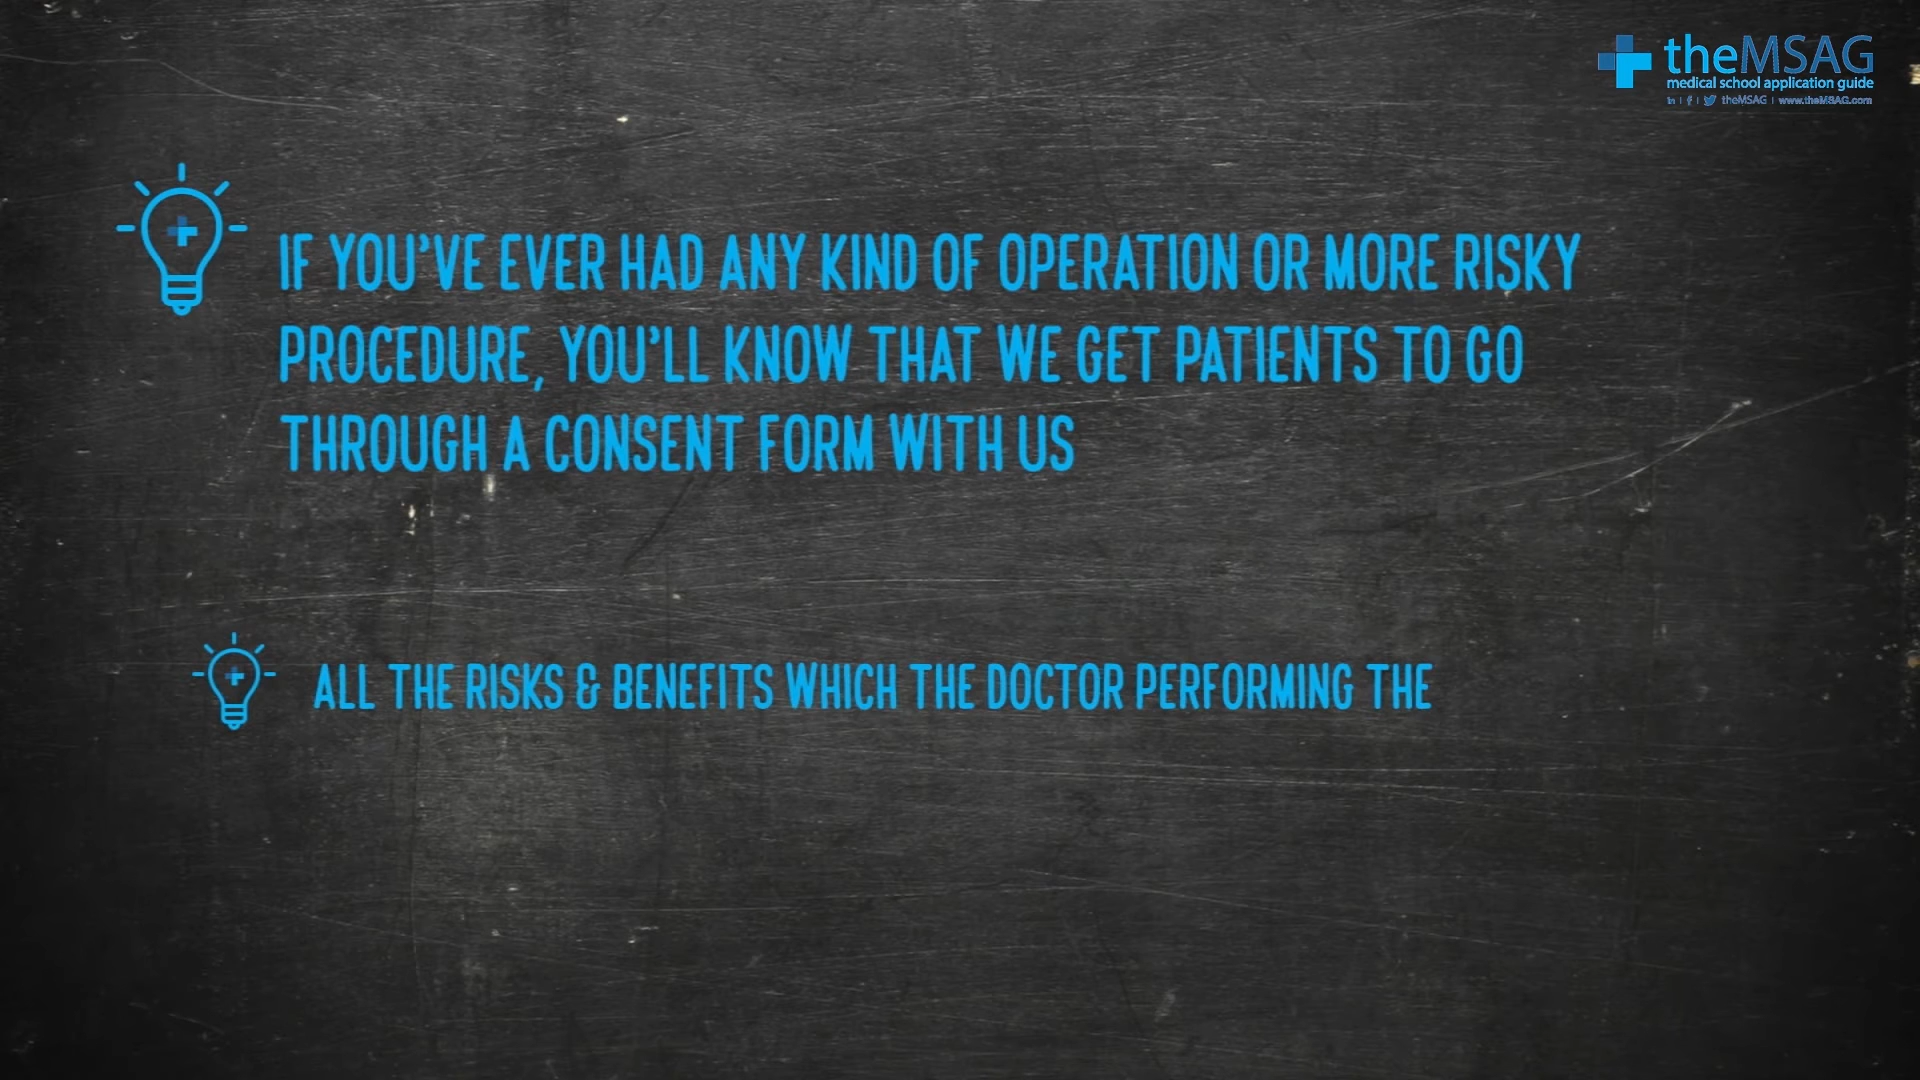 theMSAG
medical school application guide
in | f | theMSAG | www.theMSAG.com
IF YOU'VE EVER HAD ANY KIND OF OPERATION OR MORE RISKY
PROCEDURE, YOU'LL KNOW THAT WE GET PATIENTS TO GO
THROUGH A CONSENT FORM WITH US
ALL THE RISKS & BENEFITS WHICH THE DOCTOR PERFORMING THE